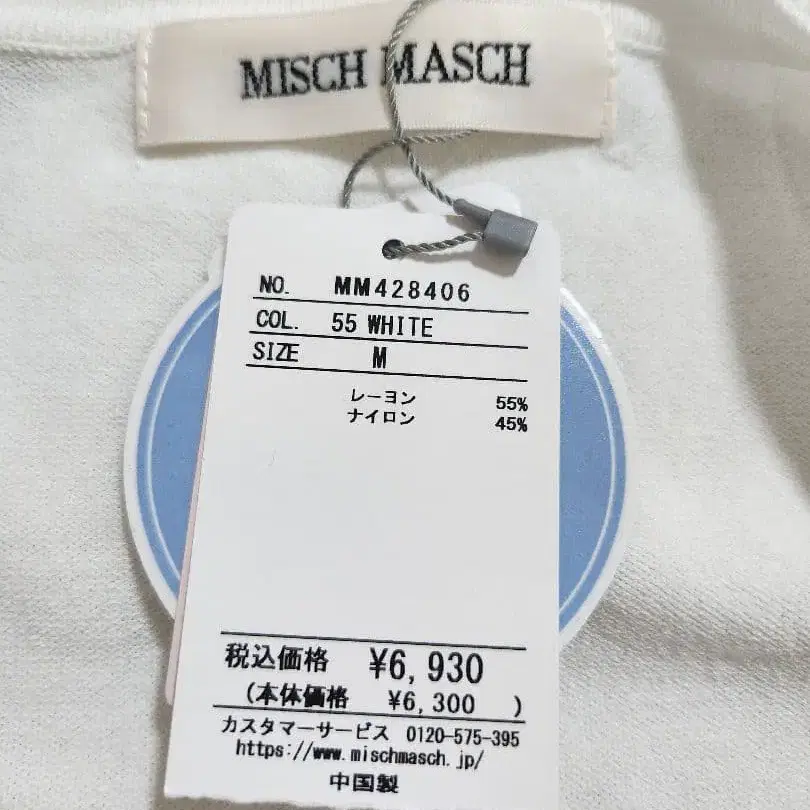 MISCH MASCH
NO. MM428406
COL. 55 WHITE
SIZE M
レーヨン 55%
ナイロン 45%
税込価格 ¥6,930
(本体価格 ¥6,300 )
カスタマーサービス 0120-575-395
https://www.mischmasch.jp/
中国製